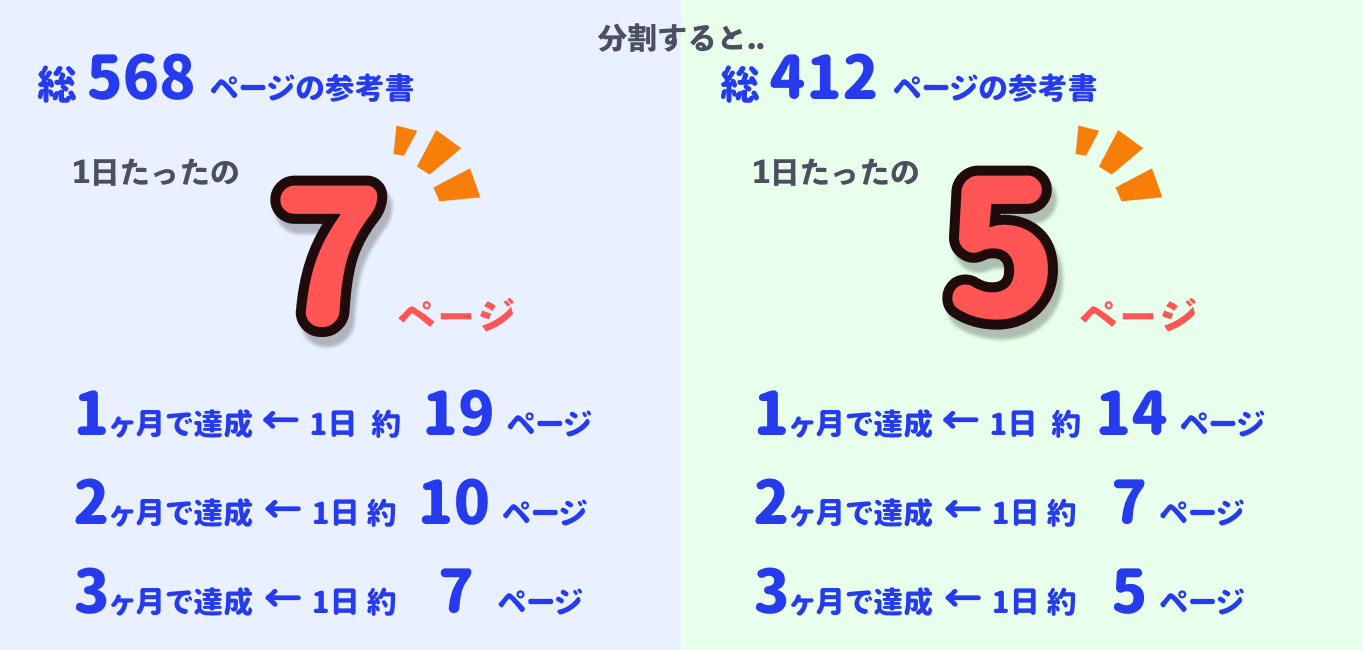 分割すると..
総 568 ページの参考書
1日たったの
7
ページ
1ヶ月で達成 ← 1日 約 19 ページ
2ヶ月で達成 ← 1日 約 10 ページ
3ヶ月で達成 ← 1日 約 7 ページ
総 412 ページの参考書
1日たったの
5
ページ
1ヶ月で達成 ← 1日 約 14 ページ
2ヶ月で達成 ← 1日 約 7 ページ
3ヶ月で達成 ← 1日 約 5 ページ